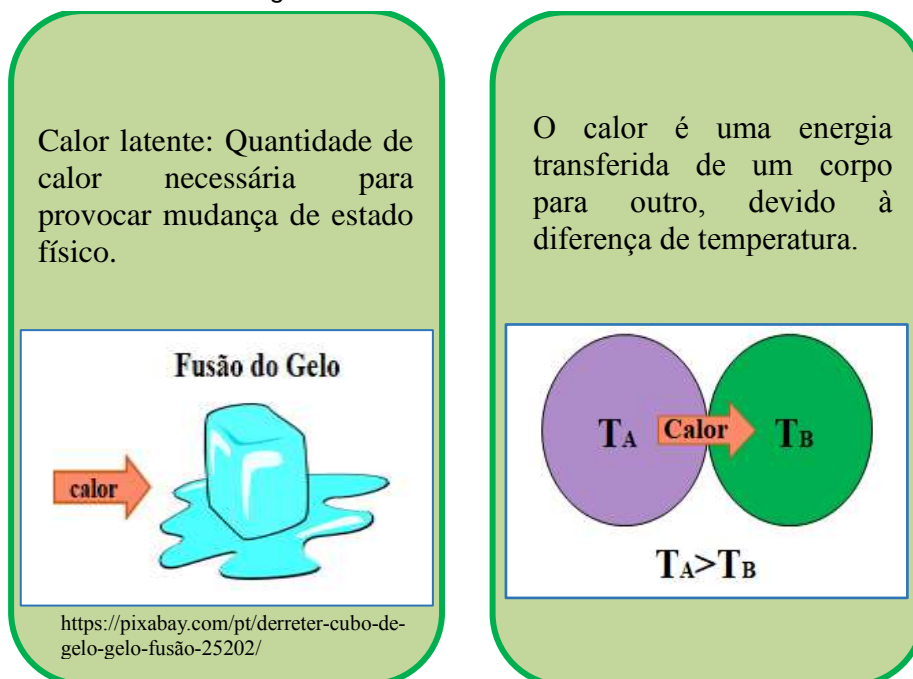 Calor latente: Quantidade de
calor necessária para
provocar mudança de estado
físico.
Fusão do Gelo
calor
https://pixabay.com/pt/derreter-cubo-de-
gelo-gelo-fusão-25202/
O calor é uma energia
transferida de um corpo
para outro, devido à
diferença de temperatura.
TA Calor TB
TA>TB